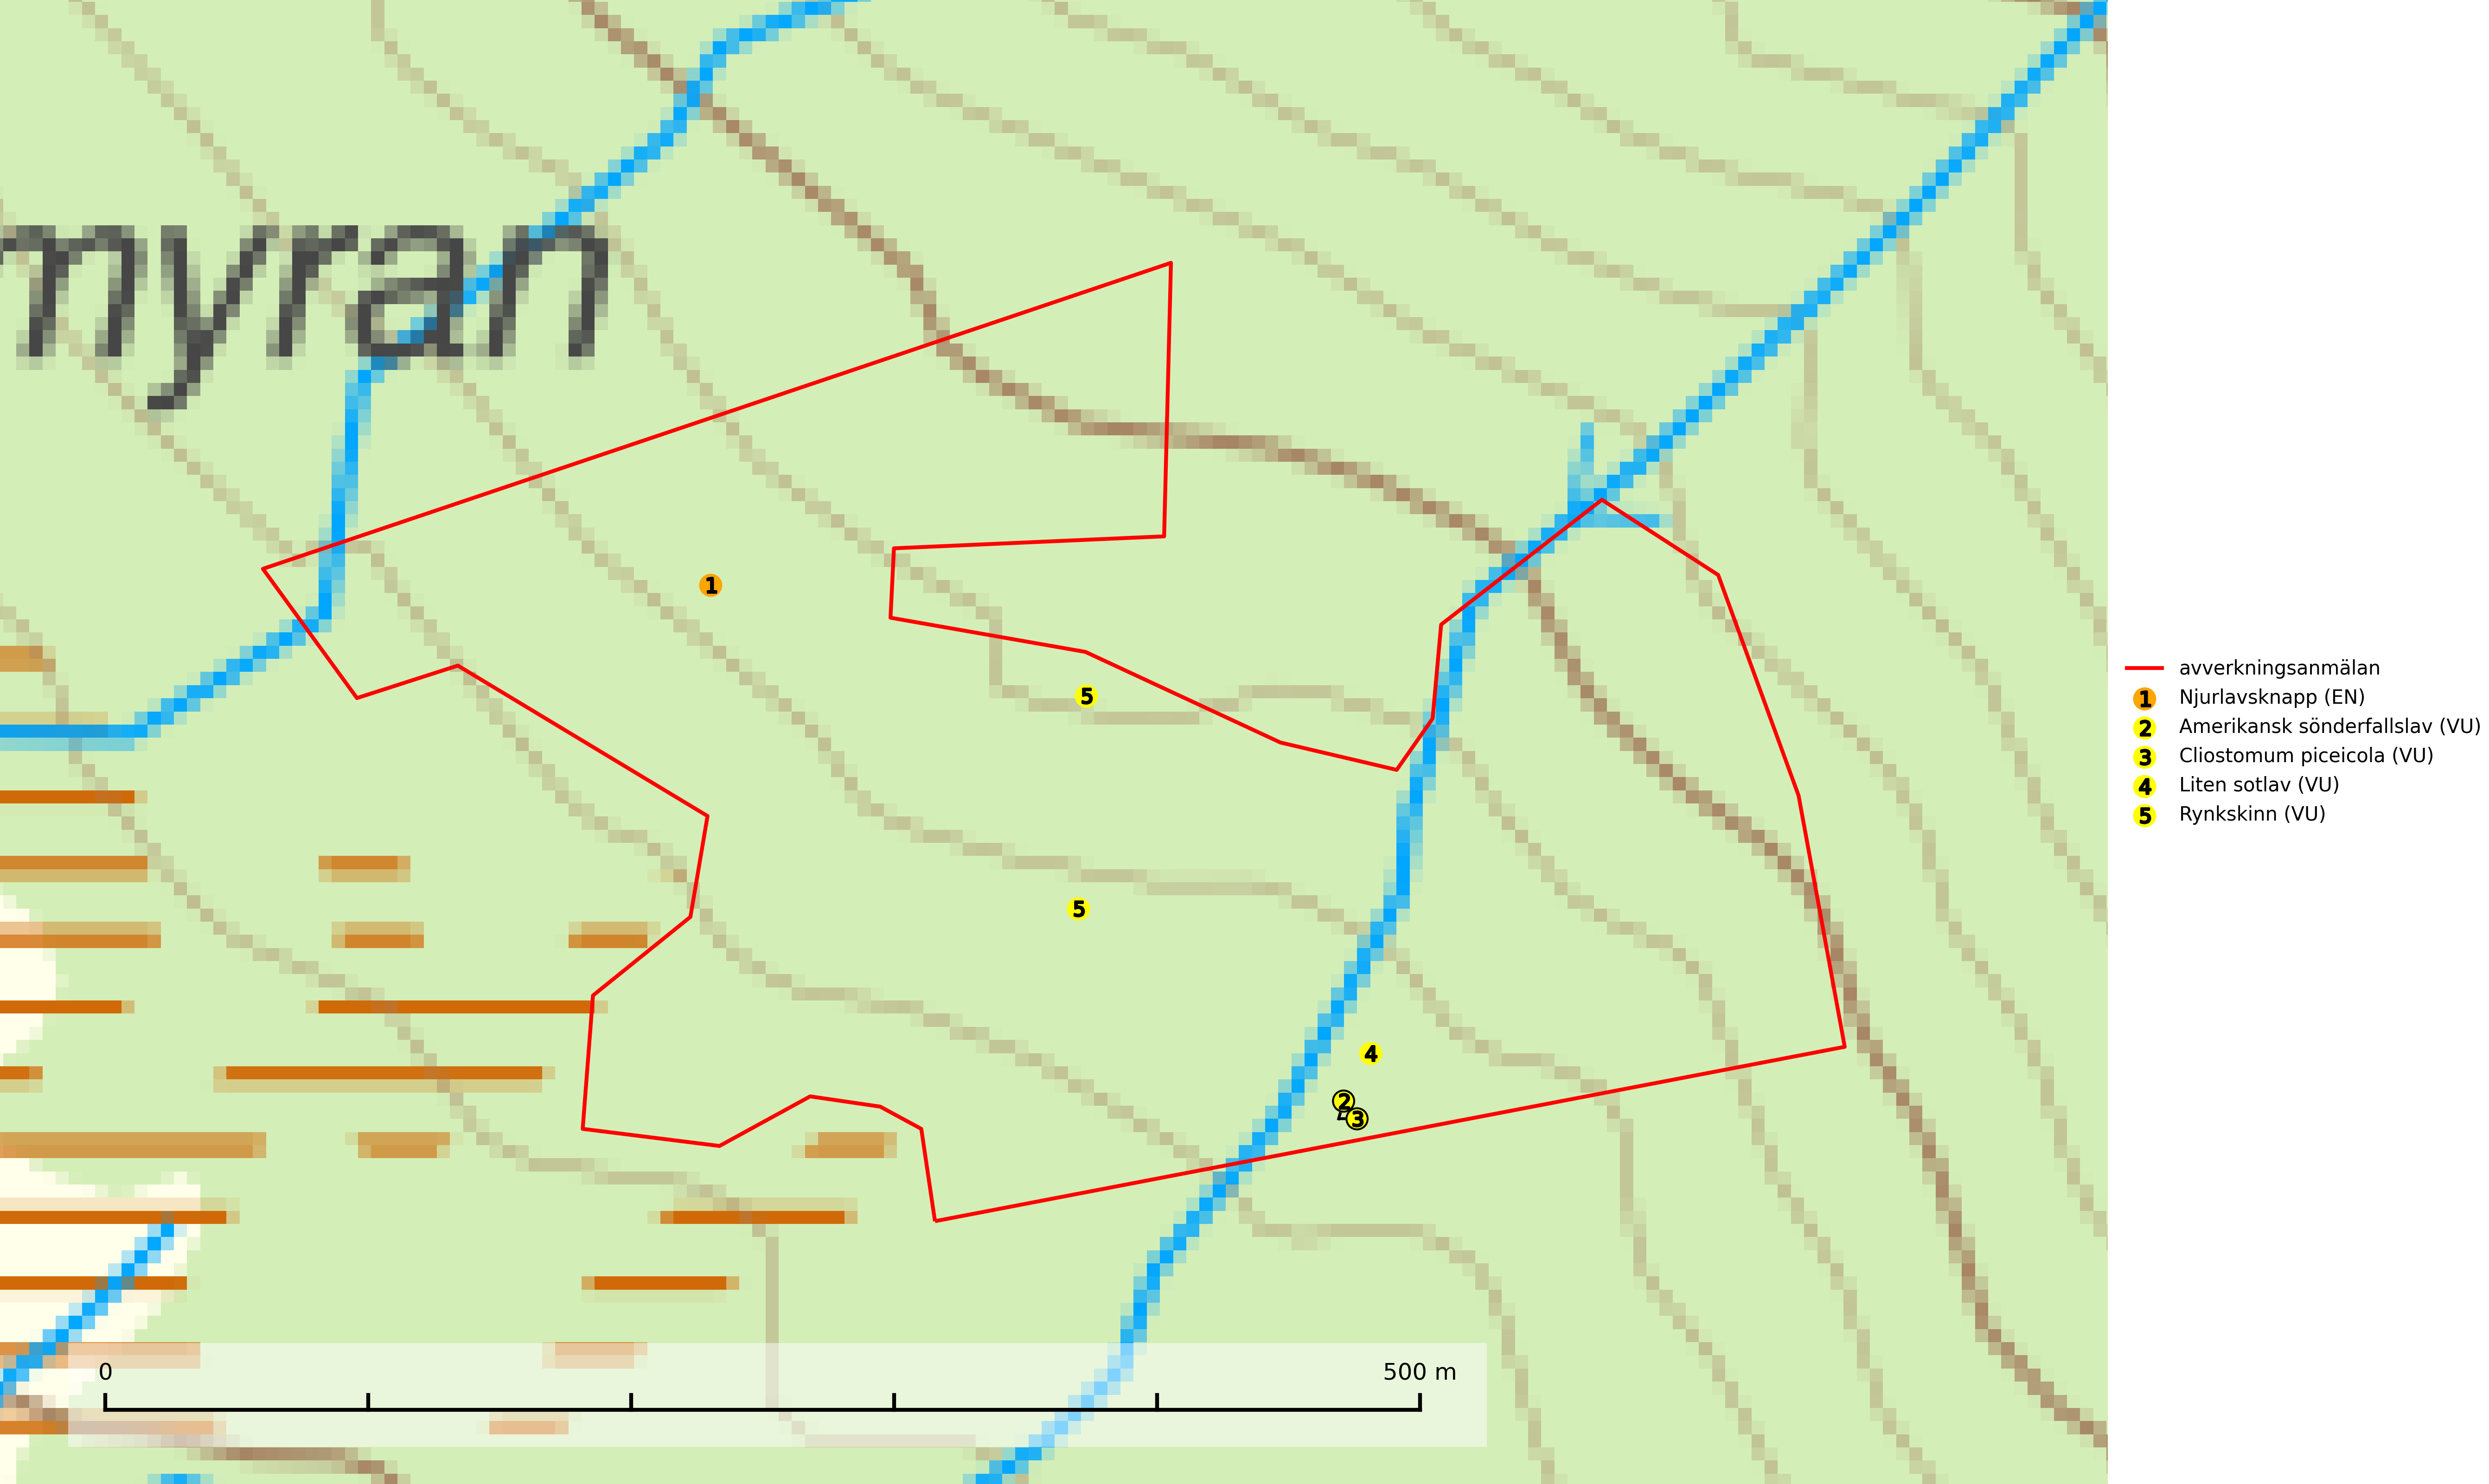 myran
1
5
5
4
2
3
0 500 m
avverkningsanmälan
1 Njurlavsknapp (EN)
2 Amerikansk sönderfallslav (VU)
3 Cliostomum piceicola (VU)
4 Liten sotlav (VU)
5 Rynkskinn (VU)